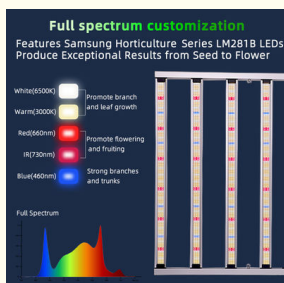 Full spectrum customization
Features Samsung Horticulture Series LM281B LEDs
Produce Exceptional Results from Seed to Flower
White(6500K)
Promote branch
and leaf growth
Warm(3000K)
Red(660nm)
Promote flowering
and fruiting
IR(730nm)
Blue(460nm)
Strong branches
and trunks
Full Spectrum